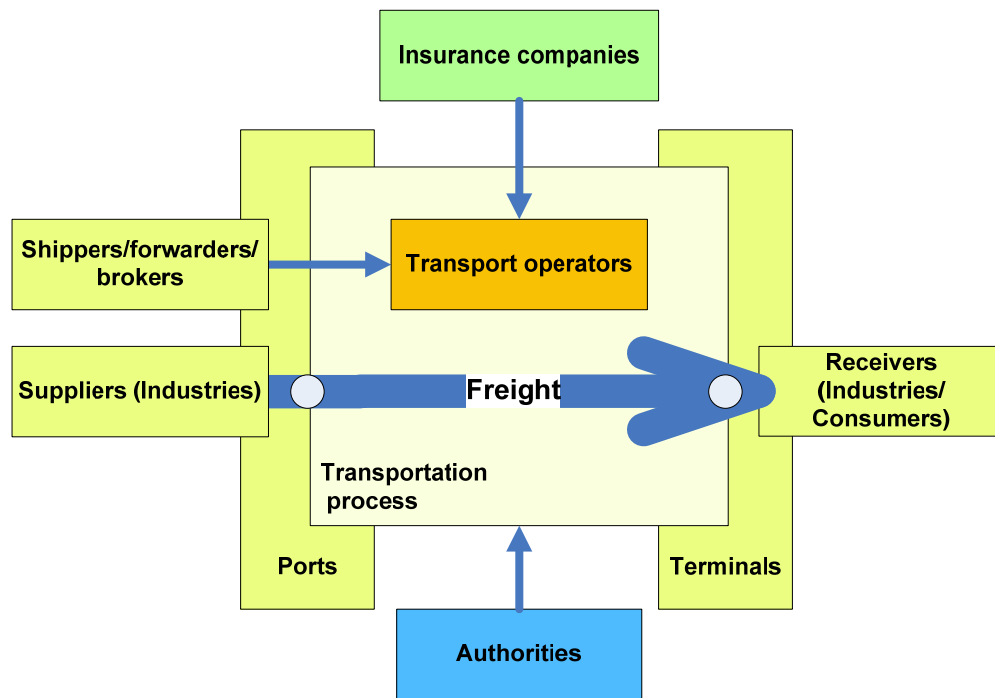 Insurance companies
Shippers/forwarders/
brokers
Transport operators
Suppliers (Industries)
Freight
Receivers
(Industries/
Consumers)
Transportation
process
Ports
Terminals
Authorities